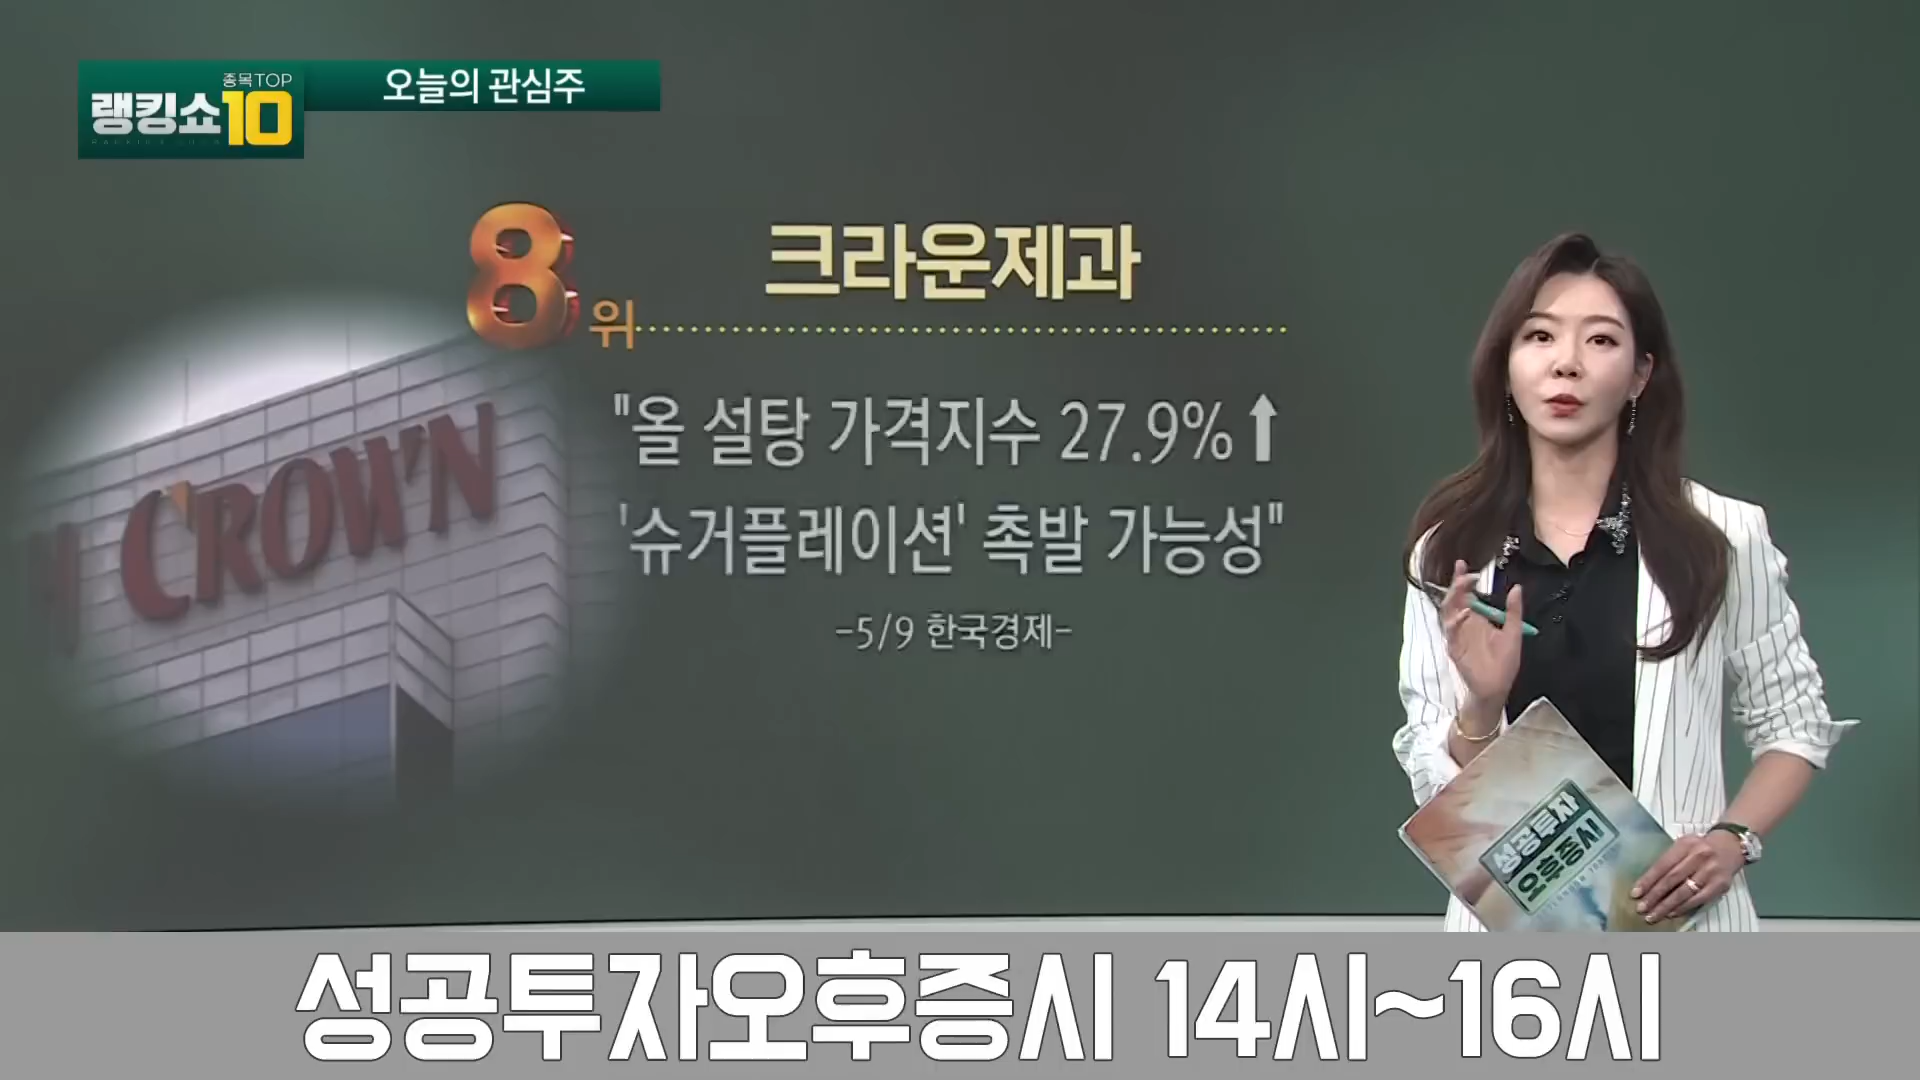 종목TOP
랭킹쇼10
오늘의 관심주
8위
크라운제과
"올 설탕 가격지수 27.9%⬆
'슈거플레이션' 촉발 가능성"
-5/9 한국경제-
CROWN
성공투자
오후증시
성공투자오후증시 14시~16시